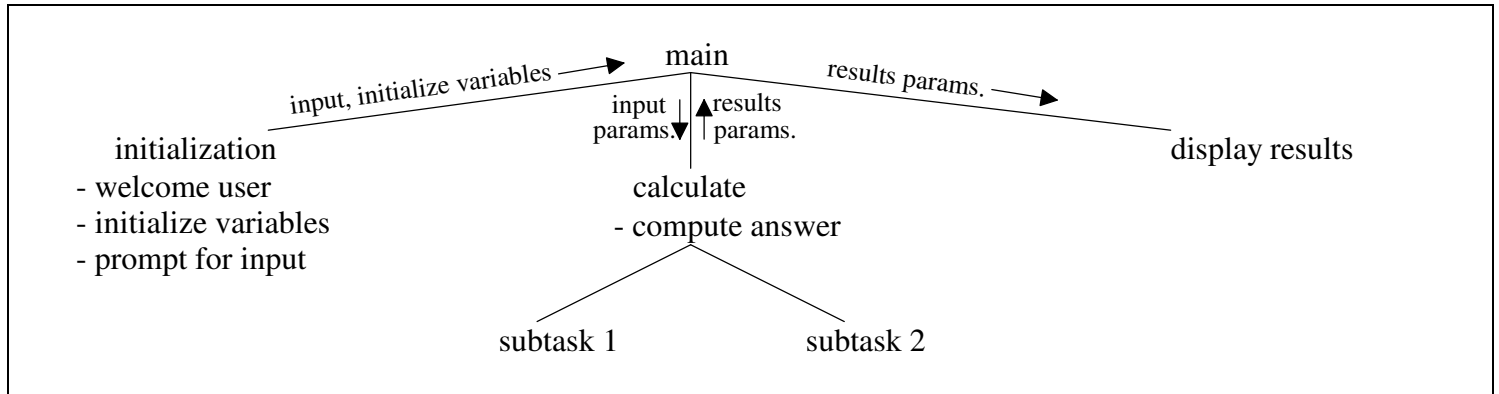 main
input, initialize variables
results params.
input
params.
results
params.
initialization
- welcome user
- initialize variables
- prompt for input
calculate
- compute answer
display results
subtask 1
subtask 2